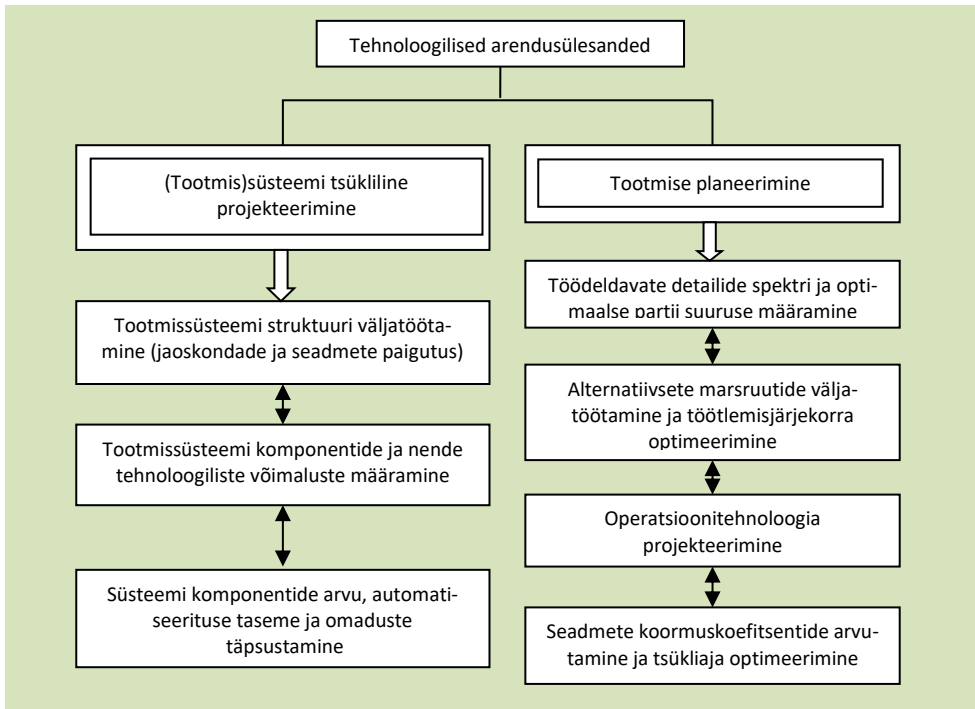 Tehnoloogilised arendusülesanded
(Tootmis)süsteemi tsükliline
projekteerimine
Tootmissüsteemi struktuuri väljatööta-
mine (jaoskondade ja seadmete paigutus)
Tootmissüsteemi komponentide ja nende
tehnoloogiliste võimaluste määramine
Süsteemi komponentide arvu, automati-
seerituse taseme ja omaduste
täpsustamine
Tootmise planeerimine
Töödeldavate detailide spektri ja opti-
maalse partii suuruse määramine
Alternatiivsete marsruutide välja-
töötamine ja töötlemisjärjekorra
optimeerimine
Operatsioonitehnoloogia
projekteerimine
Seadmete koormuskoefitsentide arvu-
tamine ja tsükliaja optimeerimine